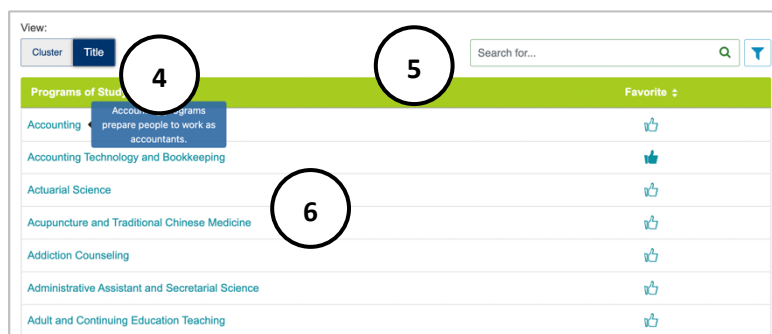 View:
Cluster Title
4
5
Search for...
Programs of Study
Favorite
Accounting
prepare people to work as
accountants.
Accounting Technology and Bookkeeping
Actuarial Science
6
Acupuncture and Traditional Chinese Medicine
Addiction Counseling
Administrative Assistant and Secretarial Science
Adult and Continuing Education Teaching